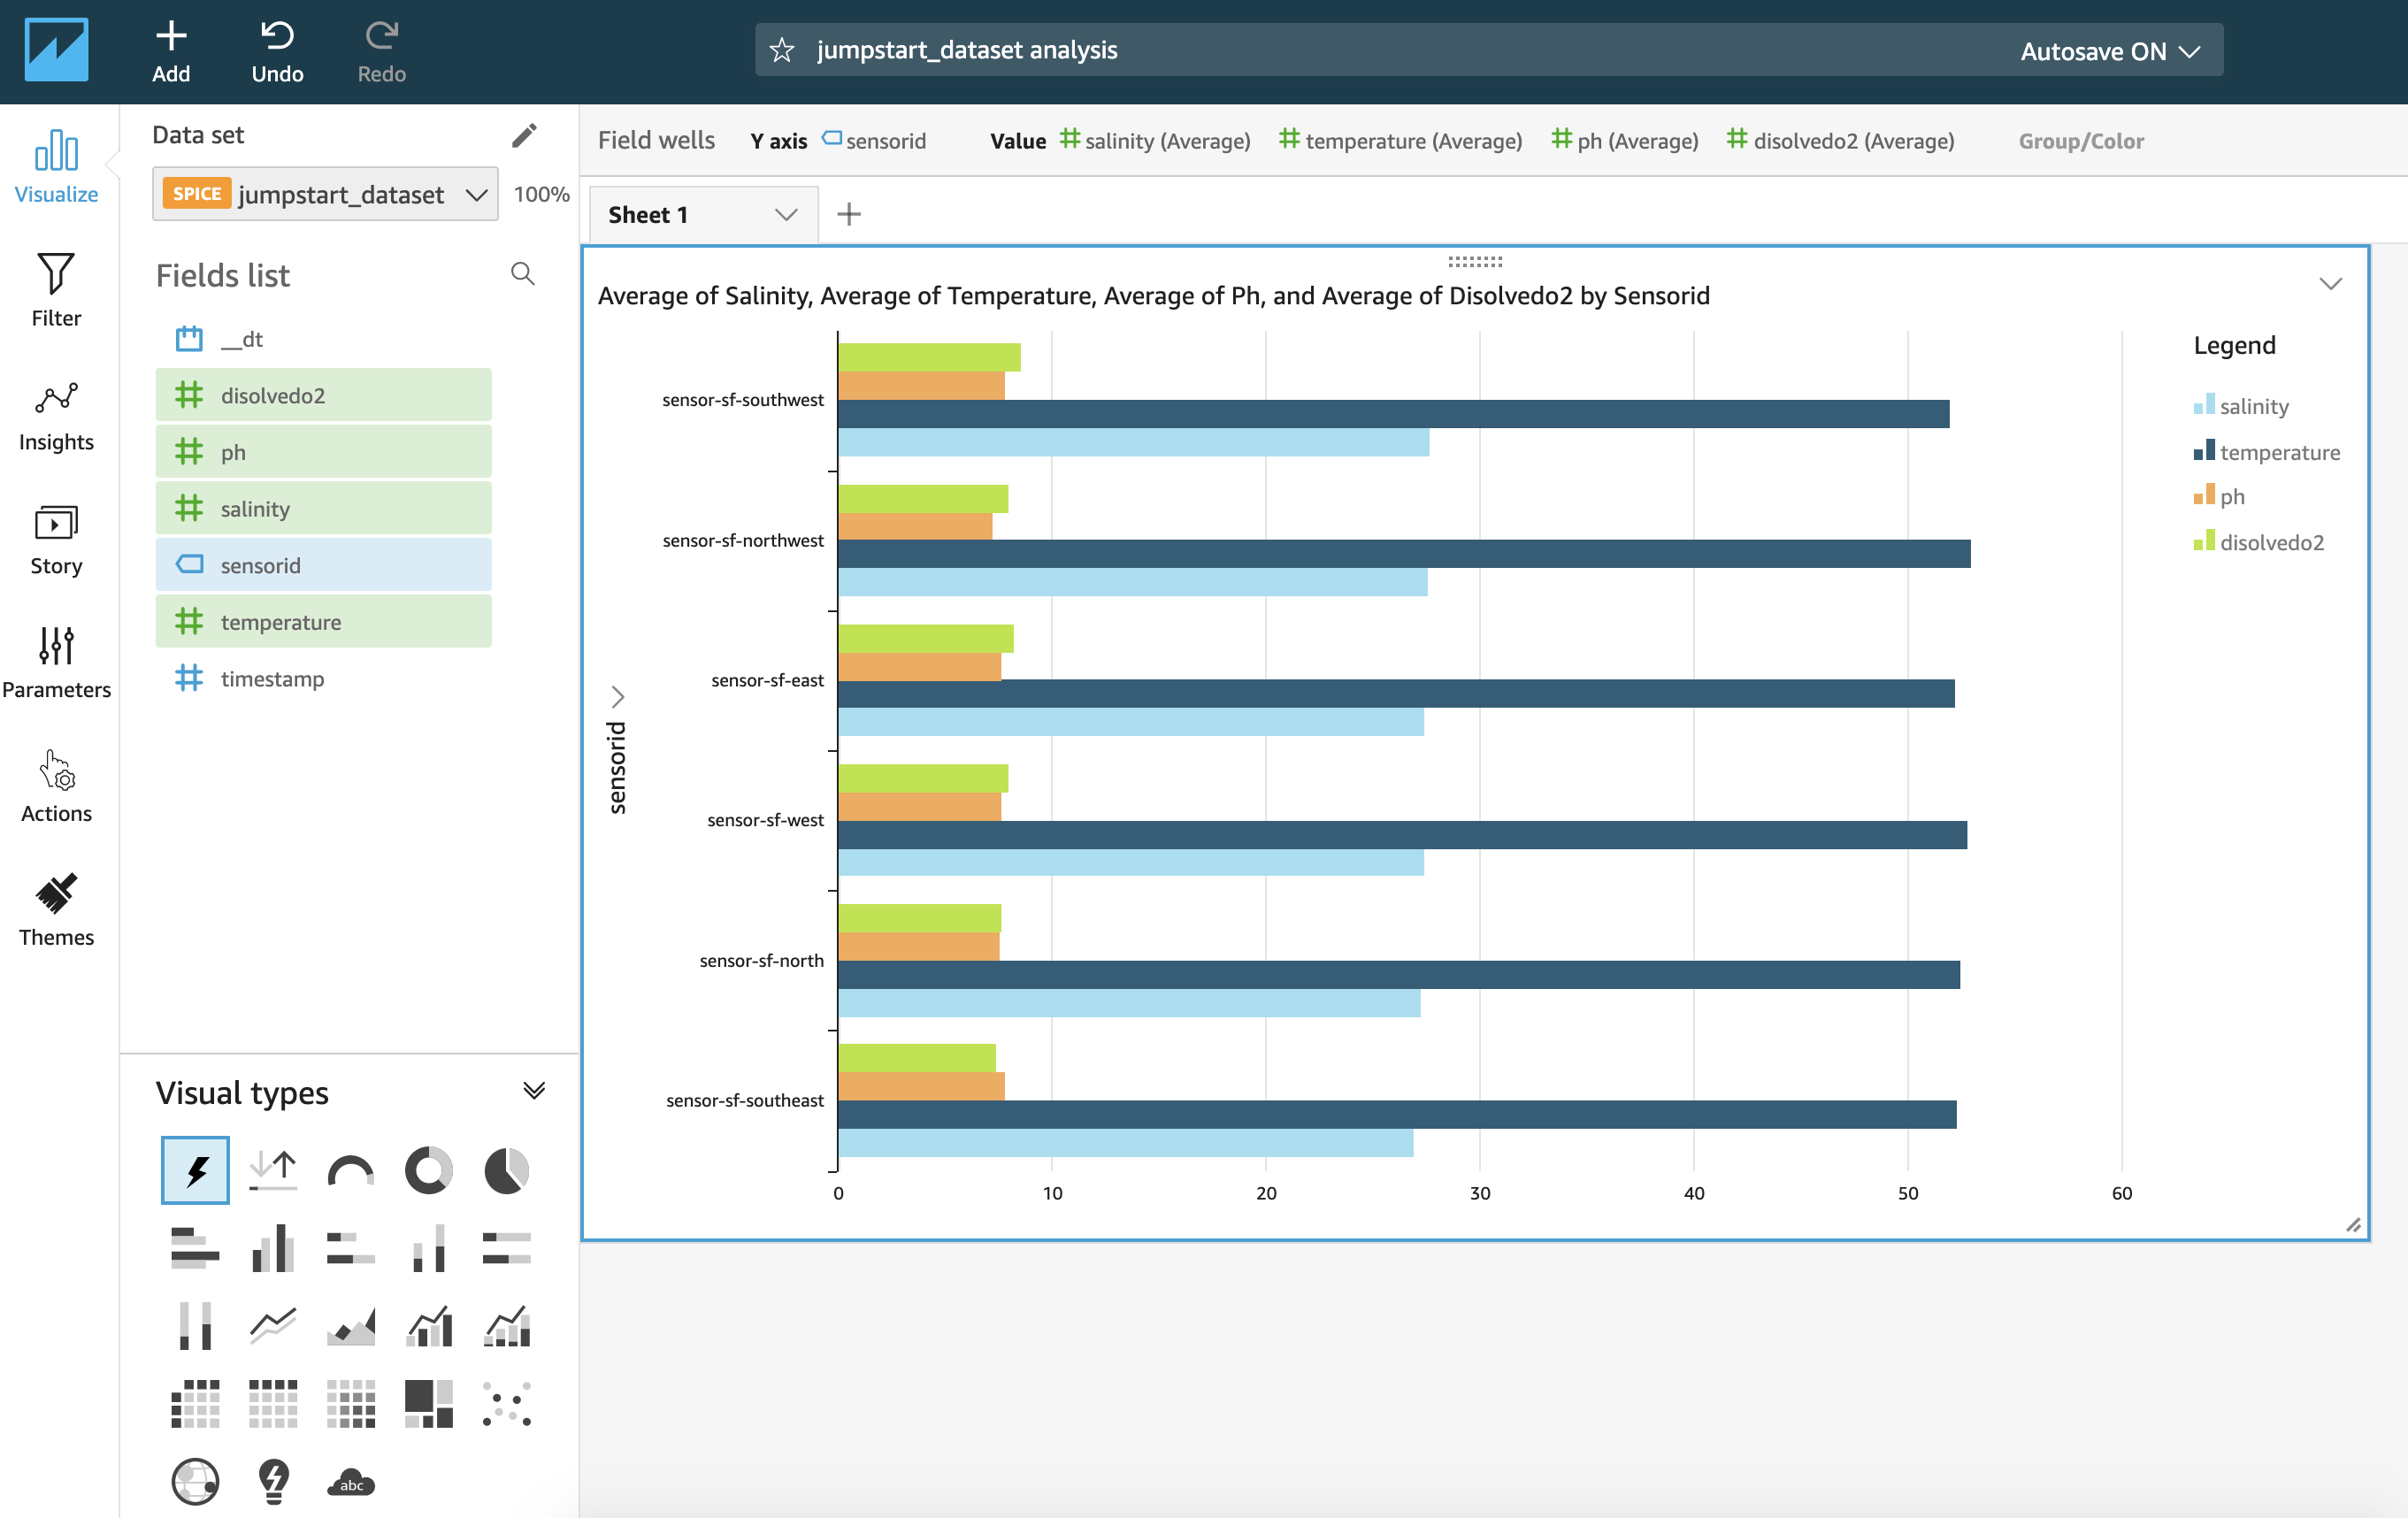 Add
Undo
Redo
jumpstart_dataset analysis
Autosave ON
Visualize
Filter
Insights
Story
Parameters
Actions
Themes
Data set
SPICE jumpstart_dataset
100%
Fields list
__dt
disolvedo2
ph
salinity
sensorid
temperature
timestamp
Visual types
abc
Field wells Y axis sensorid Value salinity (Average) temperature (Average) ph (Average) disolvedo2 (Average) Group/Color
Sheet 1
Average of Salinity, Average of Temperature, Average of Ph, and Average of Disolvedo2 by Sensorid
sensorid
sensor-sf-southwest
sensor-sf-northwest
sensor-sf-east
sensor-sf-west
sensor-sf-north
sensor-sf-southeast
0 10 20 30 40 50 60
Legend
salinity
temperature
ph
disolvedo2